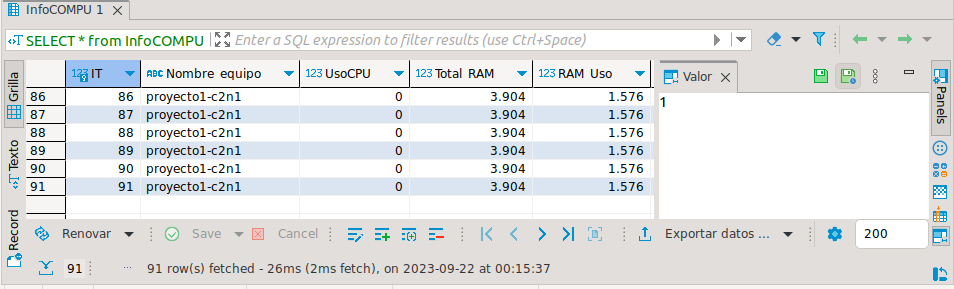 InfoCOMPU 1
SELECT * from InfoCOMPU Enter a SQL expression to filter results (use Ctrl+Space)
Grilla
Texto
Record
123 IT ABC Nombre equipo 123 UsoCPU 123 Total RAM 123 RAM Uso
86 86 proyecto1-c2n1 0 3.904 1.576
87 87 proyecto1-c2n1 0 3.904 1.576
88 88 proyecto1-c2n1 0 3.904 1.576
89 89 proyecto1-c2n1 0 3.904 1.576
90 90 proyecto1-c2n1 0 3.904 1.576
91 91 proyecto1-c2n1 0 3.904 1.576
Valor
1
Panels
Renovar Save Cancel Exportar datos ... 200
91 91 row(s) fetched - 26ms (2ms fetch), on 2023-09-22 at 00:15:37